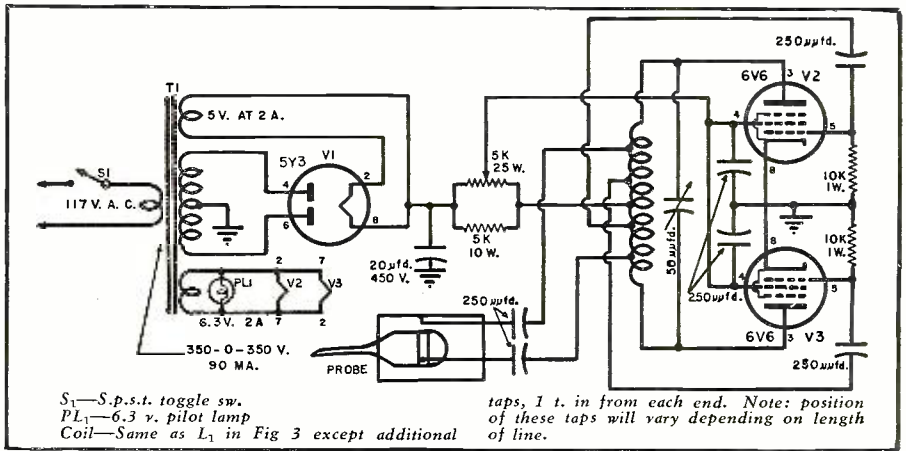 250μμfd.
6V6
3
V2
T1
5 V. AT 2 A.
4
5
5Y3
V1
2
5K
25 W.
8
S1
4
10K
1W.
117 V. A. C.
6
8
5K
10 W.
50 μμfd.
8
10K
1W.
20μfd.
450 V.
2
7
4
5
PL1
V2
V3
250μμfd.
250μμfd.
6.3 V.
2A
7
2
6V6
3
V3
350-0-350 V.
90 MA.
PROBE
250μμfd.
S1—S.p.s.t. toggle sw.
PL1—6.3 v. pilot lamp
Coil—Same as L1 in Fig 3 except additional
taps, 1 t. in from each end. Note: position
of these taps will vary depending on length
of line.